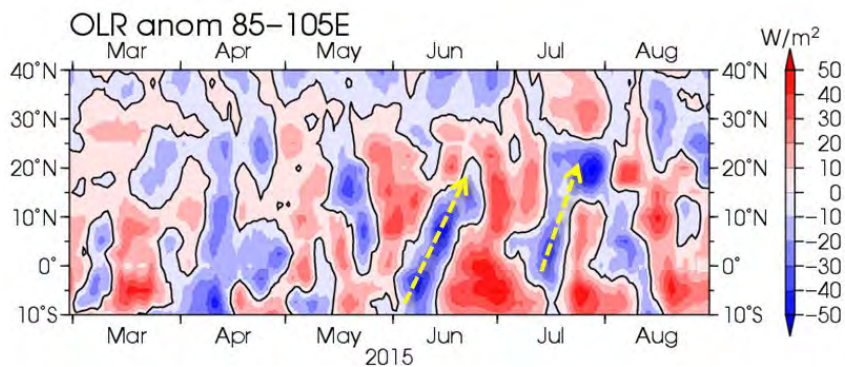 OLR anom 85–105E
W/m²
Mar Apr May Jun Jul Aug
40°N 40°N 50
40
30°N 30°N 30
20
20°N 20°N 10
10°N 10°N −10
−20
0° 0° −30
−40
10°S 10°S −50
Mar Apr May Jun Jul Aug
2015